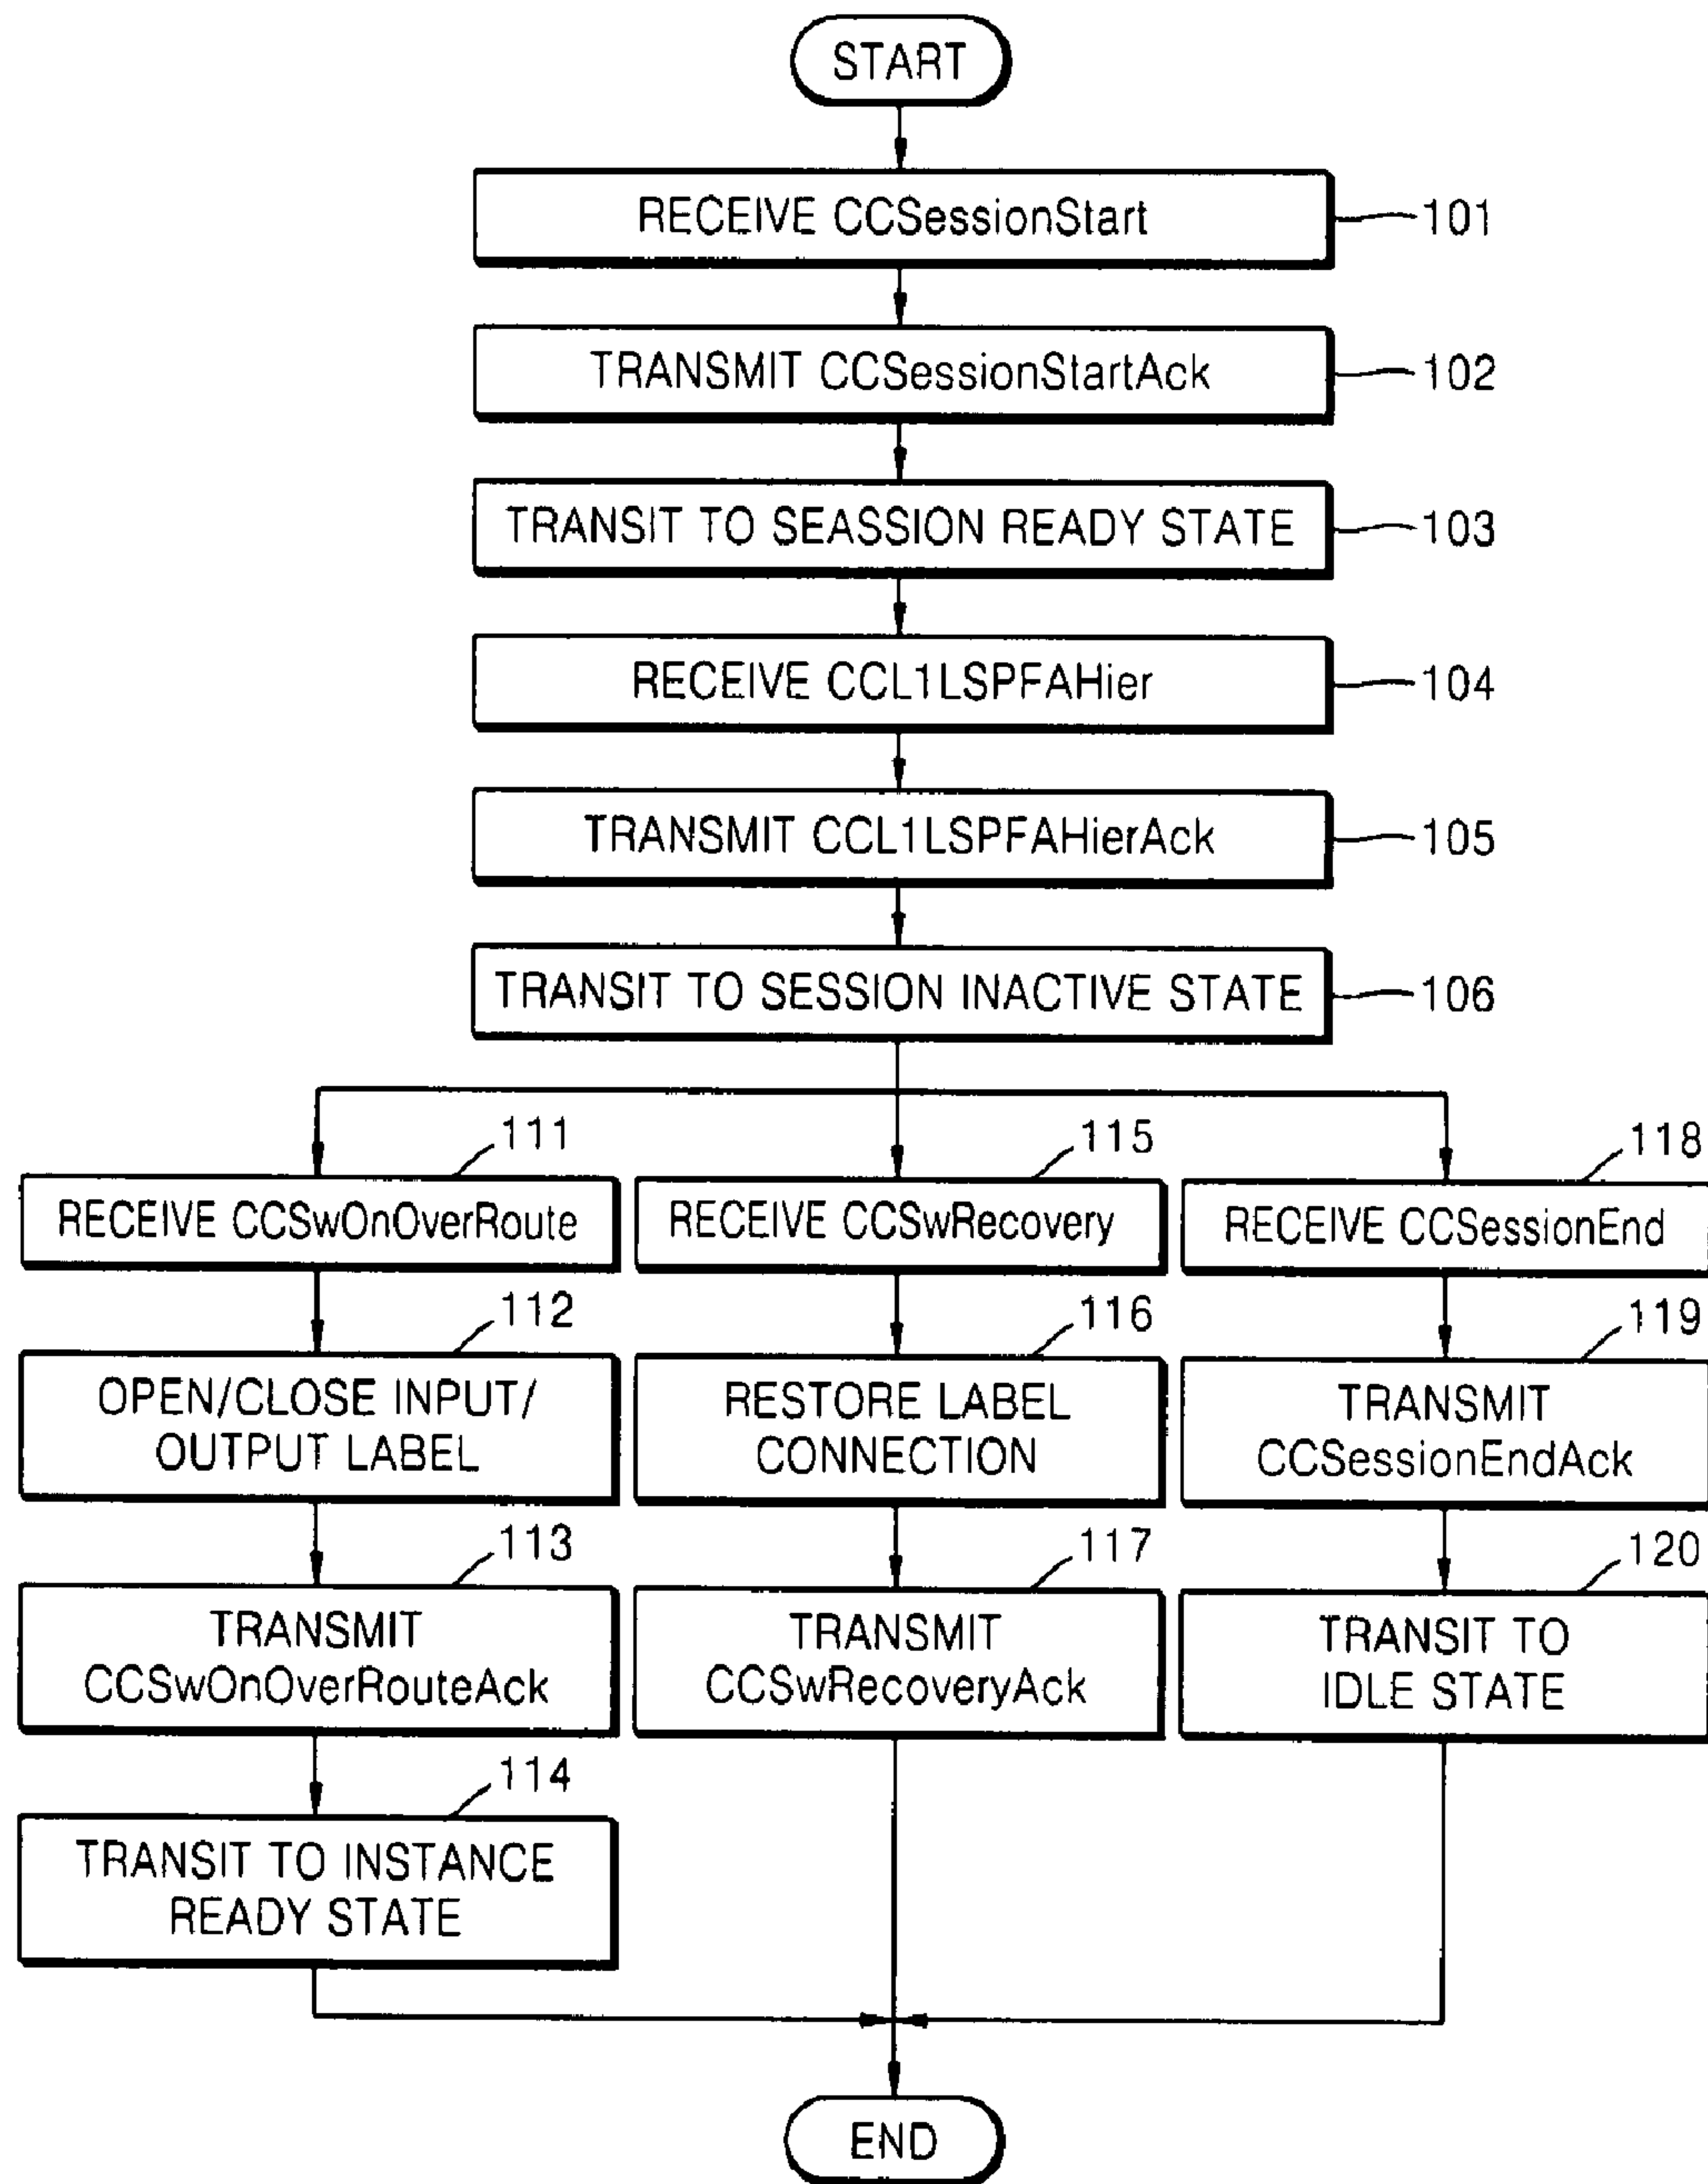 START
RECEIVE CCSessionStart
101
TRANSMIT CCSessionStartAck
102
TRANSIT TO SEASSION READY STATE
103
RECEIVE CCL1LSPFAHier
104
TRANSMIT CCL1LSPFAHierAck
105
TRANSIT TO SESSION INACTIVE STATE
106
111
RECEIVE CCSwOnOverRoute
112
OPEN/CLOSE INPUT/
OUTPUT LABEL
113
TRANSMIT
CCSwOnOverRouteAck
114
TRANSIT TO INSTANCE
READY STATE
115
RECEIVE CCSwRecovery
116
RESTORE LABEL
CONNECTION
117
TRANSMIT
CCSwRecoveryAck
118
RECEIVE CCSessionEnd
119
TRANSMIT
CCSessionEndAck
120
TRANSIT TO
IDLE STATE
END